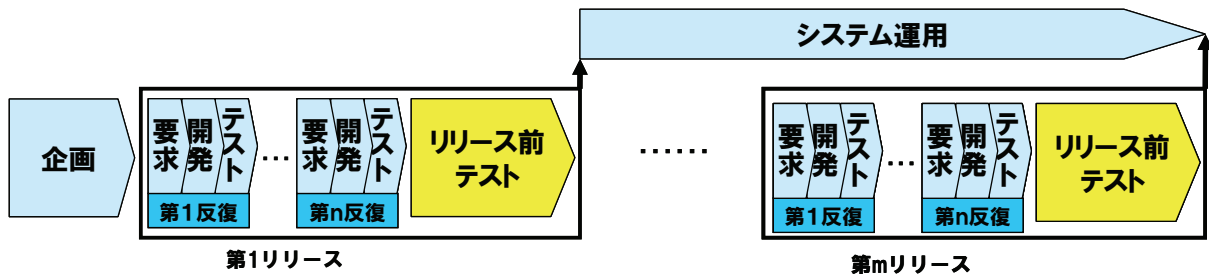 システム運用
企画
要求
開発
テスト
…
要求
開発
テスト
リリース前
テスト
第1反復
第n反復
第1リリース
……
要求
開発
テスト
…
要求
開発
テスト
リリース前
テスト
第1反復
第n反復
第mリリース